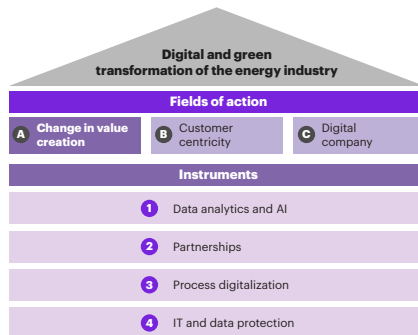 Digital and green
transformation of the energy industry
Fields of action
A Change in value
creation
B Customer
centricity
C Digital
company
Instruments
1 Data analytics and AI
2 Partnerships
3 Process digitalization
4 IT and data protection